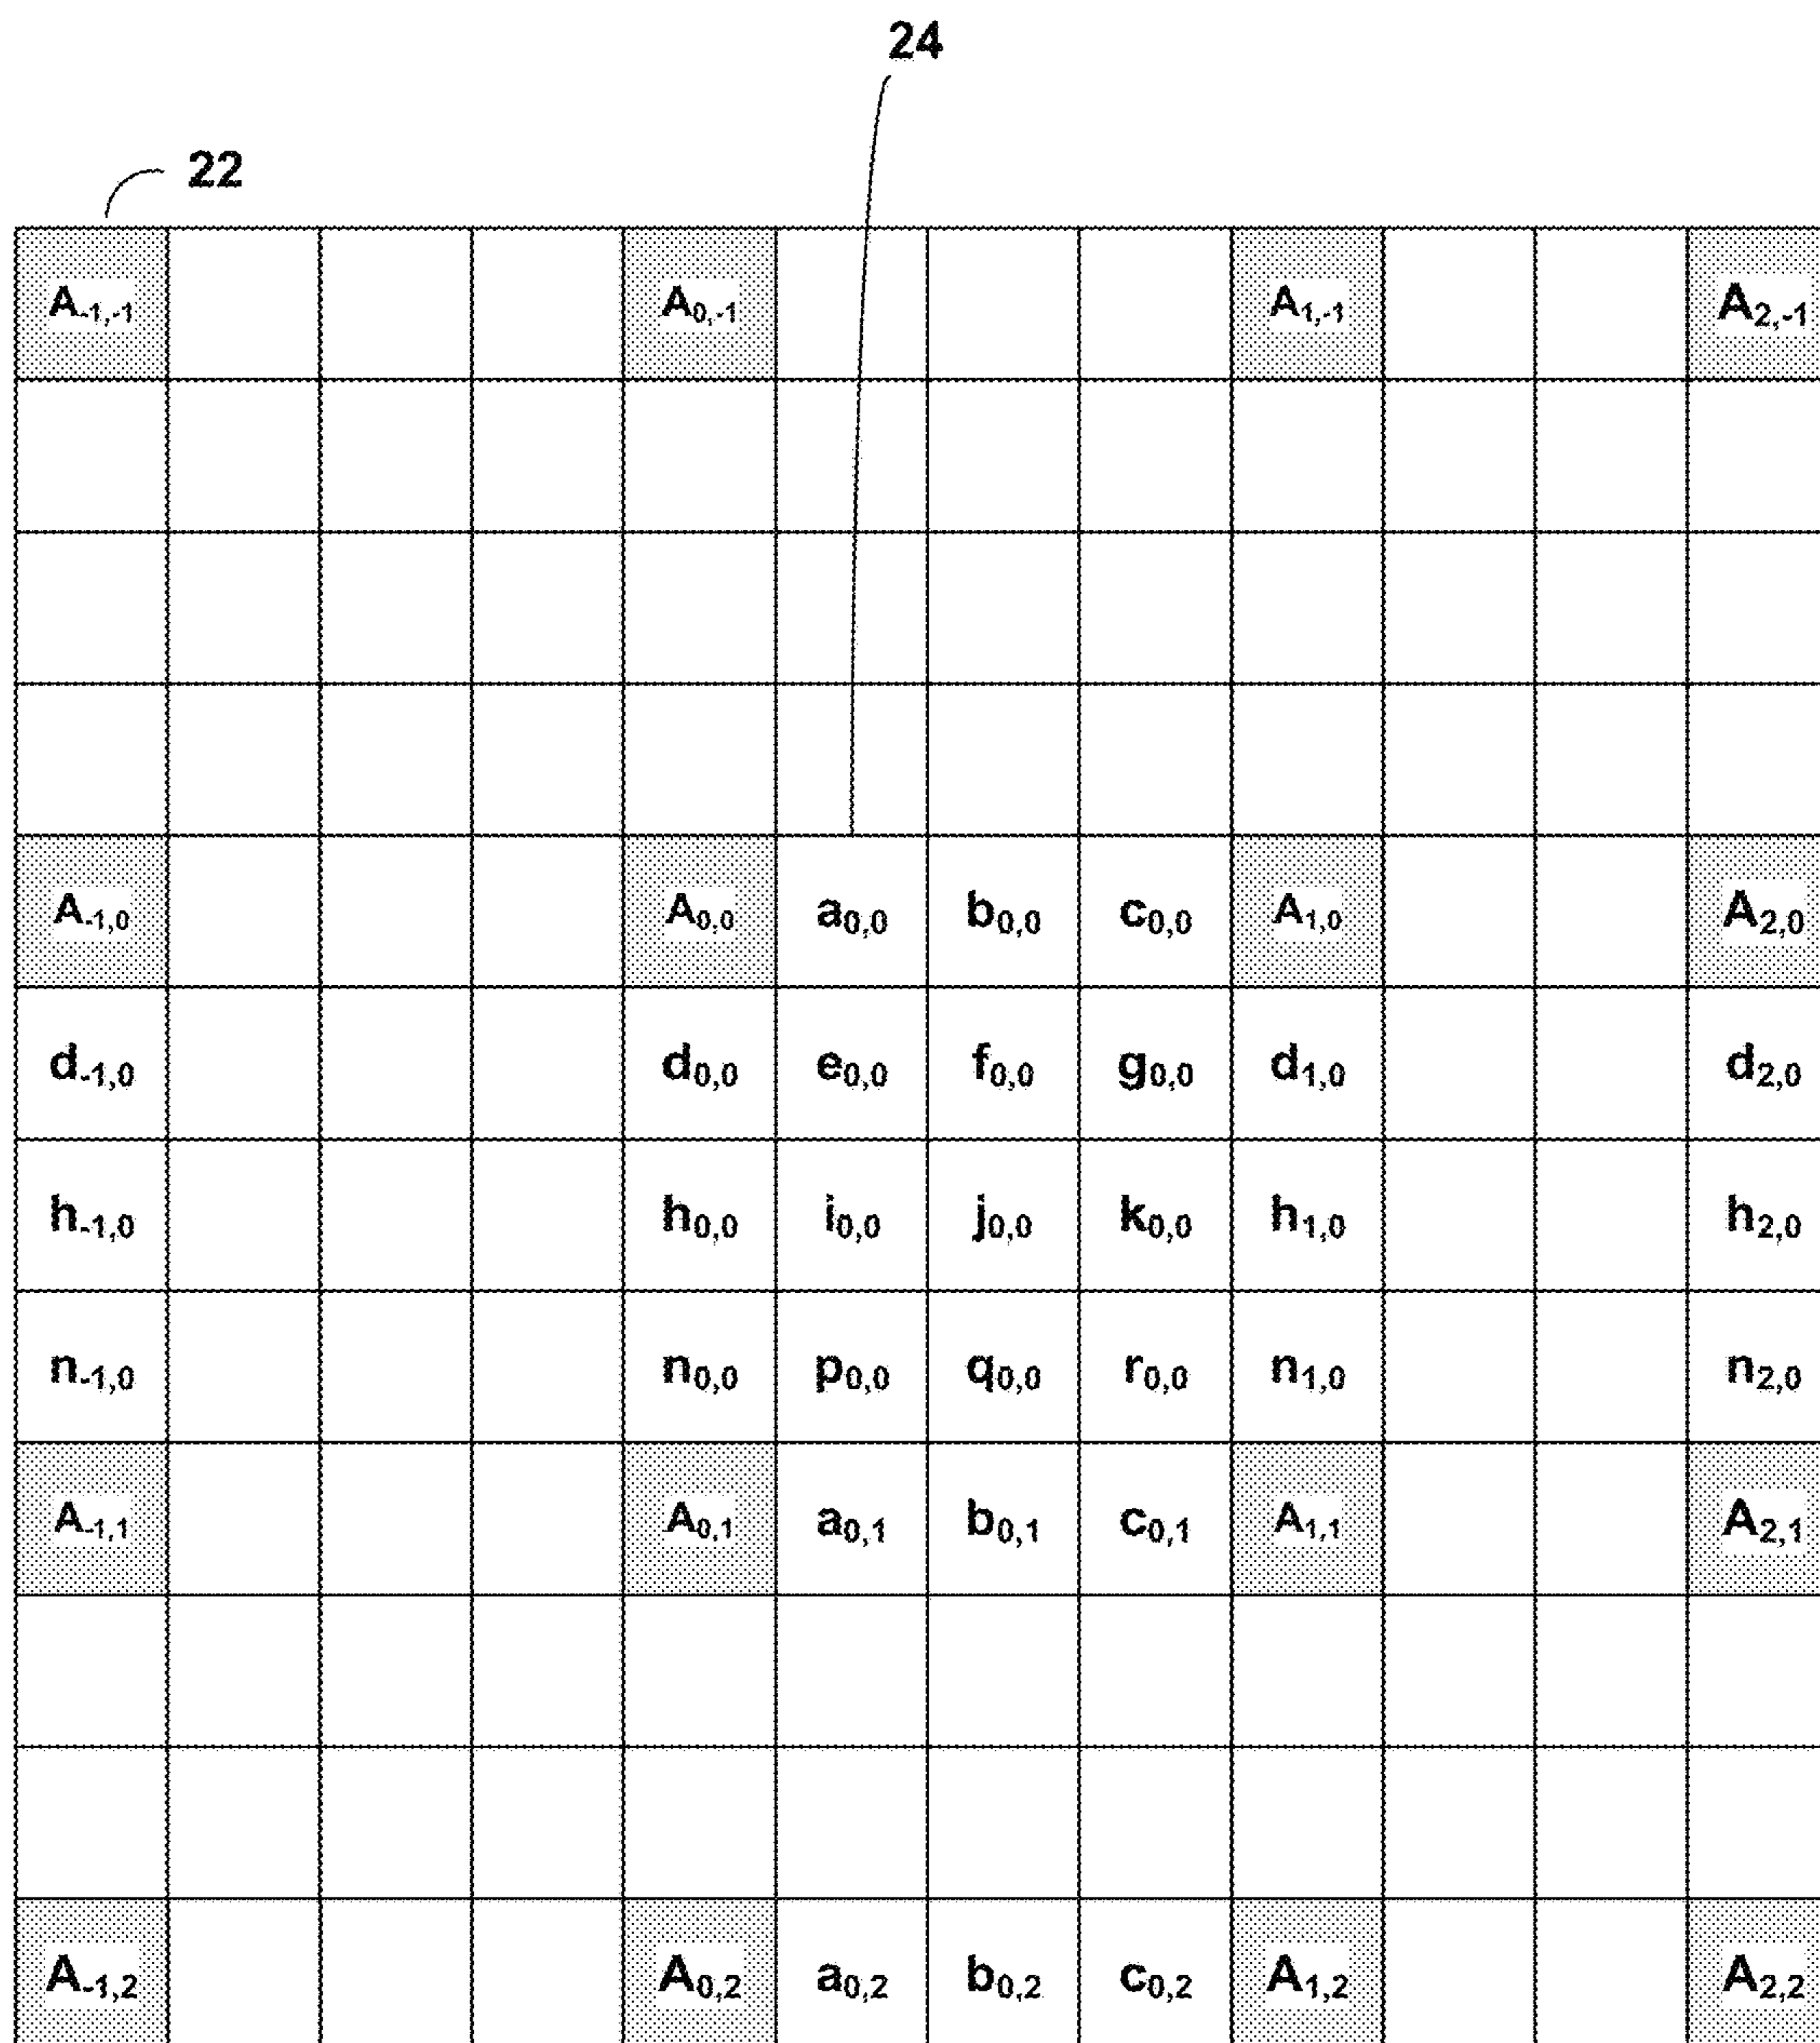 24
22
A-1,-1 A0,-1 A1,-1 A2,-1
A-1,0 A0,0 a0,0 b0,0 c0,0 A1,0 A2,0
d-1,0 d0,0 e0,0 f0,0 g0,0 d1,0 d2,0
h-1,0 h0,0 i0,0 j0,0 k0,0 h1,0 h2,0
n-1,0 n0,0 p0,0 q0,0 r0,0 n1,0 n2,0
A-1,1 A0,1 a0,1 b0,1 c0,1 A1,1 A2,1
A-1,2 A0,2 a0,2 b0,2 c0,2 A1,2 A2,2